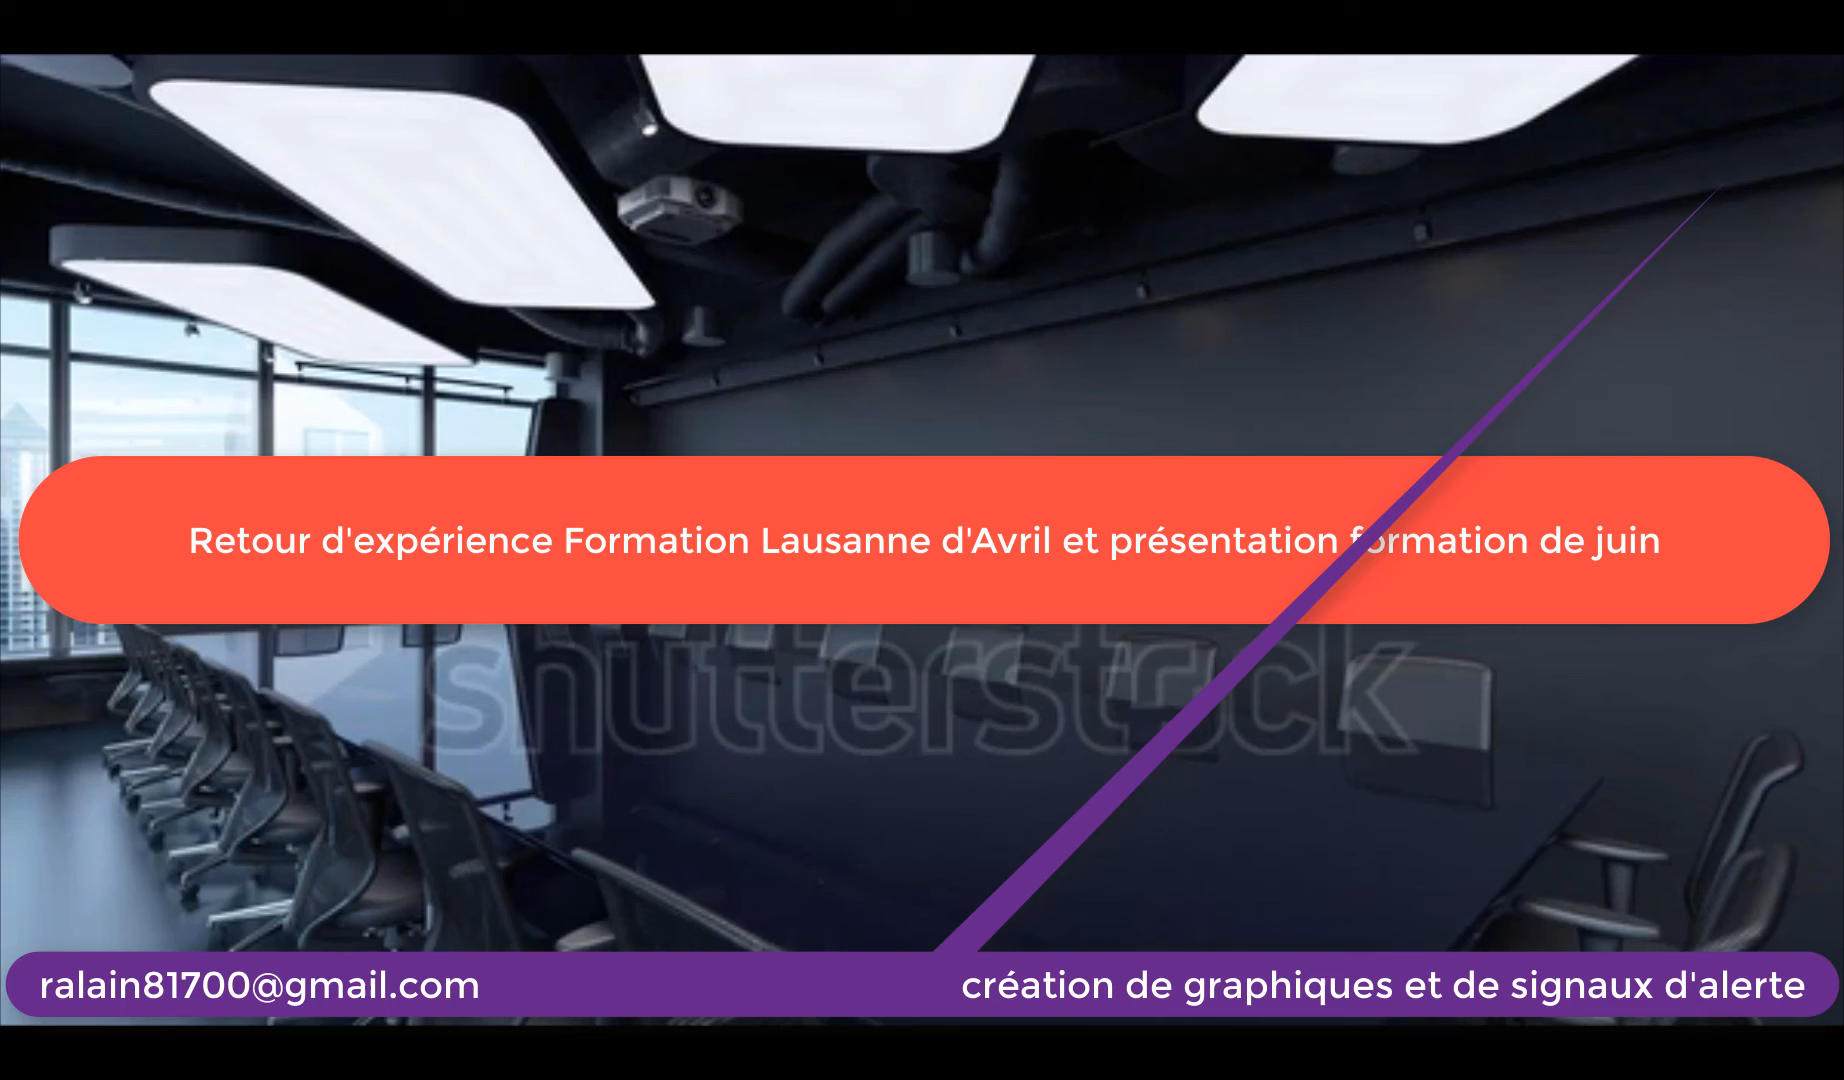 Retour d'expérience Formation Lausanne d'Avril et présentation formation de juin
shutterstock
ralain81700@gmail.com
création de graphiques et de signaux d'alerte